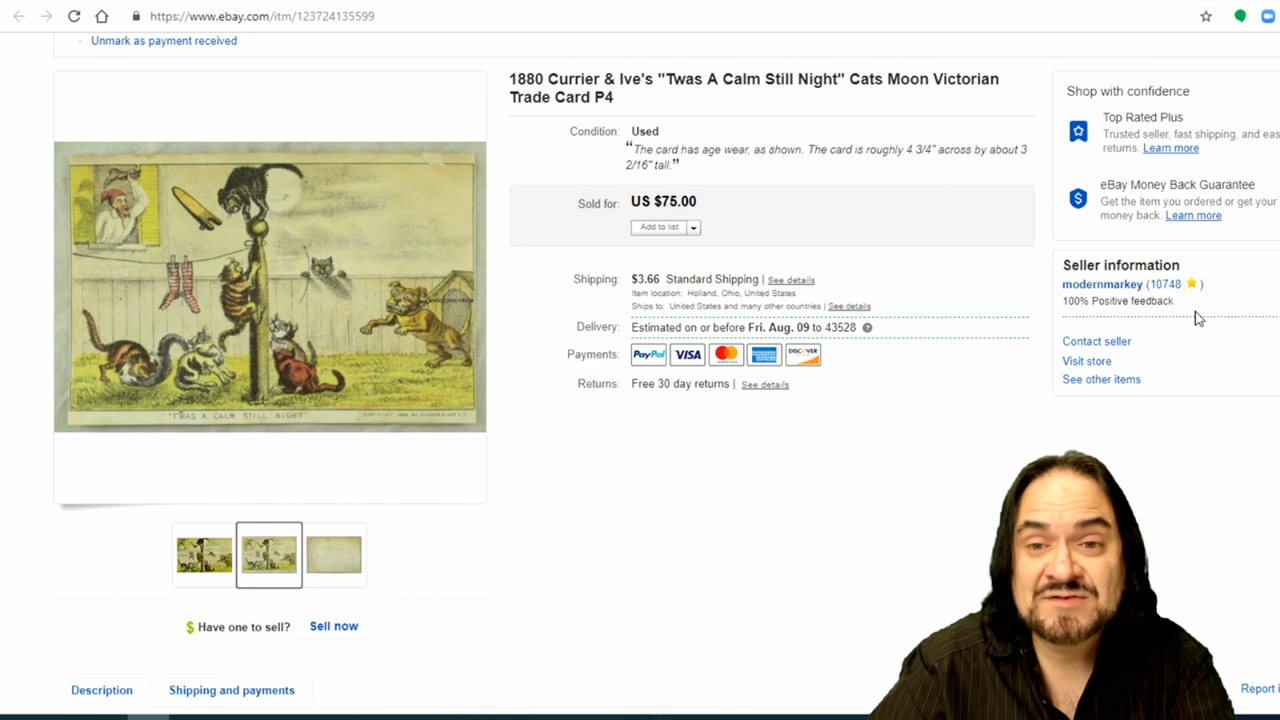 https://www.ebay.com/itm/123724135599
Unmark as payment received
1880 Currier & Ive's "Twas A Calm Still Night" Cats Moon Victorian
Trade Card P4
Condition: Used
"The card has age wear, as shown. The card is roughly 4 3/4" across by about 3
2/16" tall."
Sold for: US $75.00
Add to list
Shipping: $3.66 Standard Shipping | See details
Item location: Holland, Ohio, United States
Ships to: United States and many other countries | See details
Delivery: Estimated on or before Fri. Aug. 09 to 43528
Payments: PayPal VISA MasterCard AMERICAN EXPRESS DISCOVER
Returns: Free 30 day returns | See details
Shop with confidence
Top Rated Plus
Trusted seller, fast shipping, and eas
returns. Learn more
eBay Money Back Guarantee
Get the item you ordered or get your
money back. Learn more
Seller information
modernmarkey (10748 )
100% Positive feedback
Contact seller
Visit store
See other items
"TWAS A CALM STILL NIGHT"
$ Have one to sell? Sell now
Description
Shipping and payments
Report i